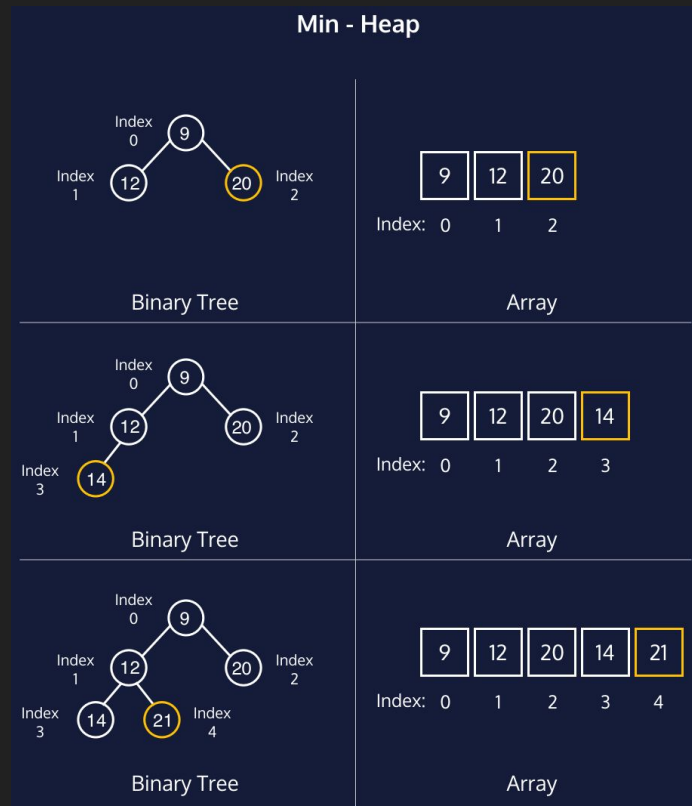 Min - Heap
Index
0
9
Index
1
12
20
Index
2
Binary Tree
9 12 20
Index: 0 1 2
Array
Index
0
9
Index
1
12
20
Index
2
Index
3
14
Binary Tree
9 12 20 14
Index: 0 1 2 3
Array
Index
0
9
Index
1
12
20
Index
2
Index
3
14
21
Index
4
Binary Tree
9 12 20 14 21
Index: 0 1 2 3 4
Array